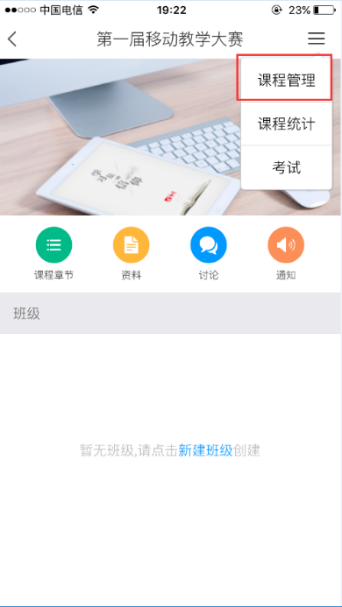 中国电信 19:22 23%
第一届移动教学大赛
课程管理
课程统计
考试
课程章节 资料 讨论 通知
班级
暂无班级,请点击新建班级创建